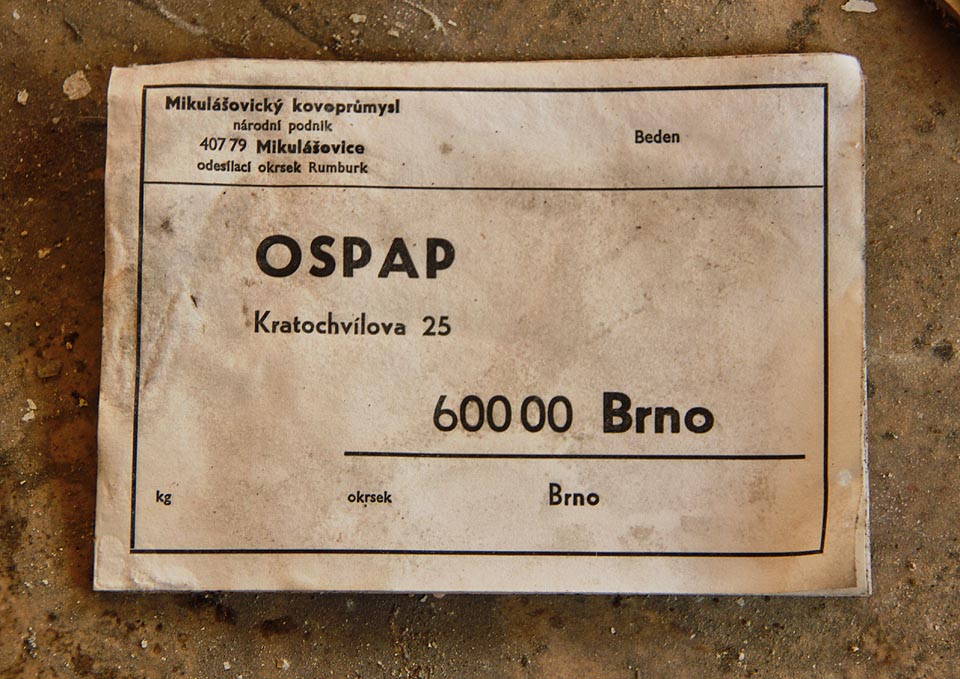 Mikulášovický kovoprůmysl
národní podnik
407 79 Mikulášovice
odesílací okrsek Rumburk
Beden
OSPAP
Kratochvílova 25
600 00 Brno
kg okrsek Brno